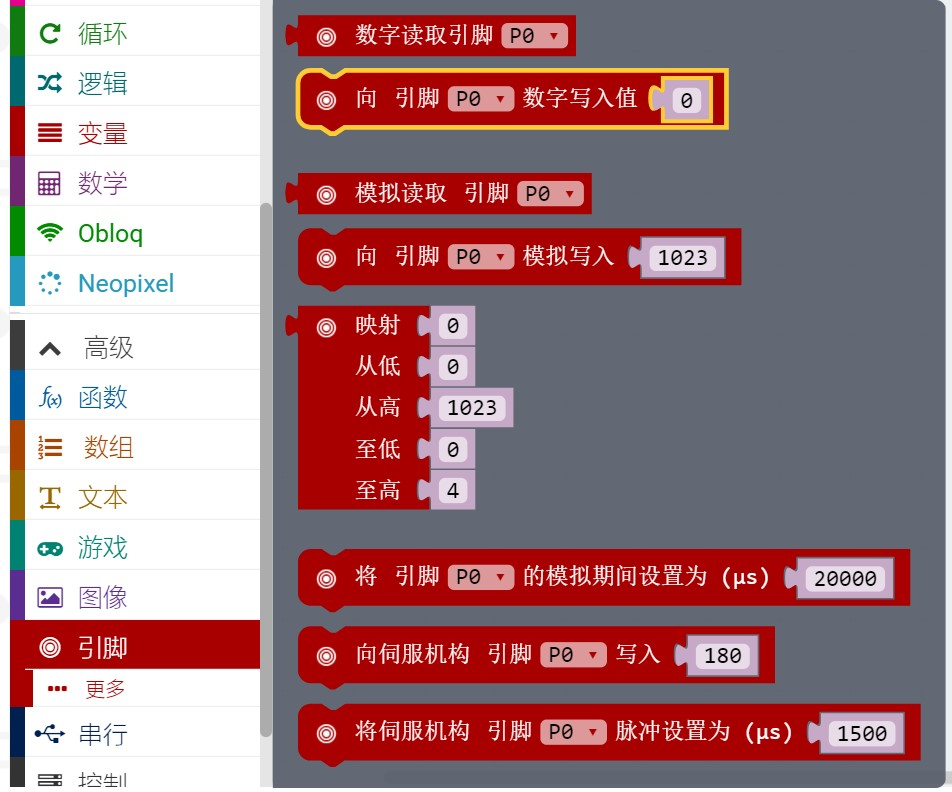 循环
逻辑
变量
数学
Obloq
Neopixel
高级
f(x) 函数
数组
文本
游戏
图像
引脚
更多
串行
控制
数字读取引脚 P0
向 引脚 P0 数字写入值 0
模拟读取 引脚 P0
向 引脚 P0 模拟写入 1023
映射 0
从低 0
从高 1023
至低 0
至高 4
将 引脚 P0 的模拟期间设置为 (μs) 20000
向伺服机构 引脚 P0 写入 180
将伺服机构 引脚 P0 脉冲设置为 (μs) 1500